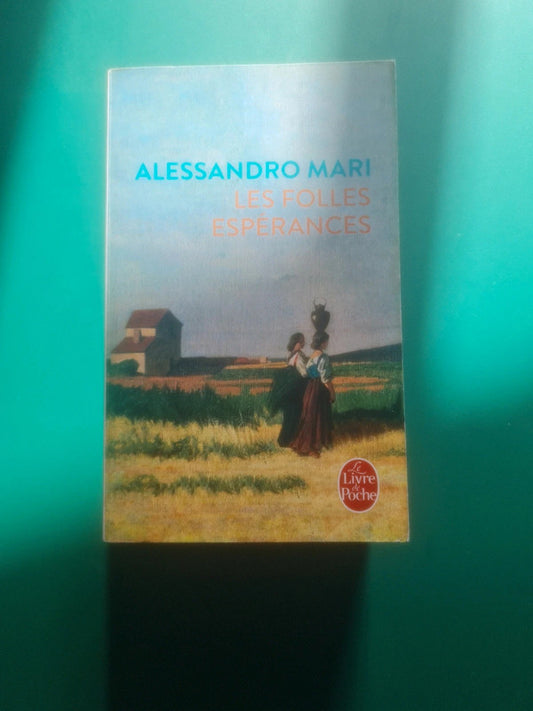 ALESSANDRO MARI
LES FOLLES
ESPÉRANCES
Le
Livre
de
Poche